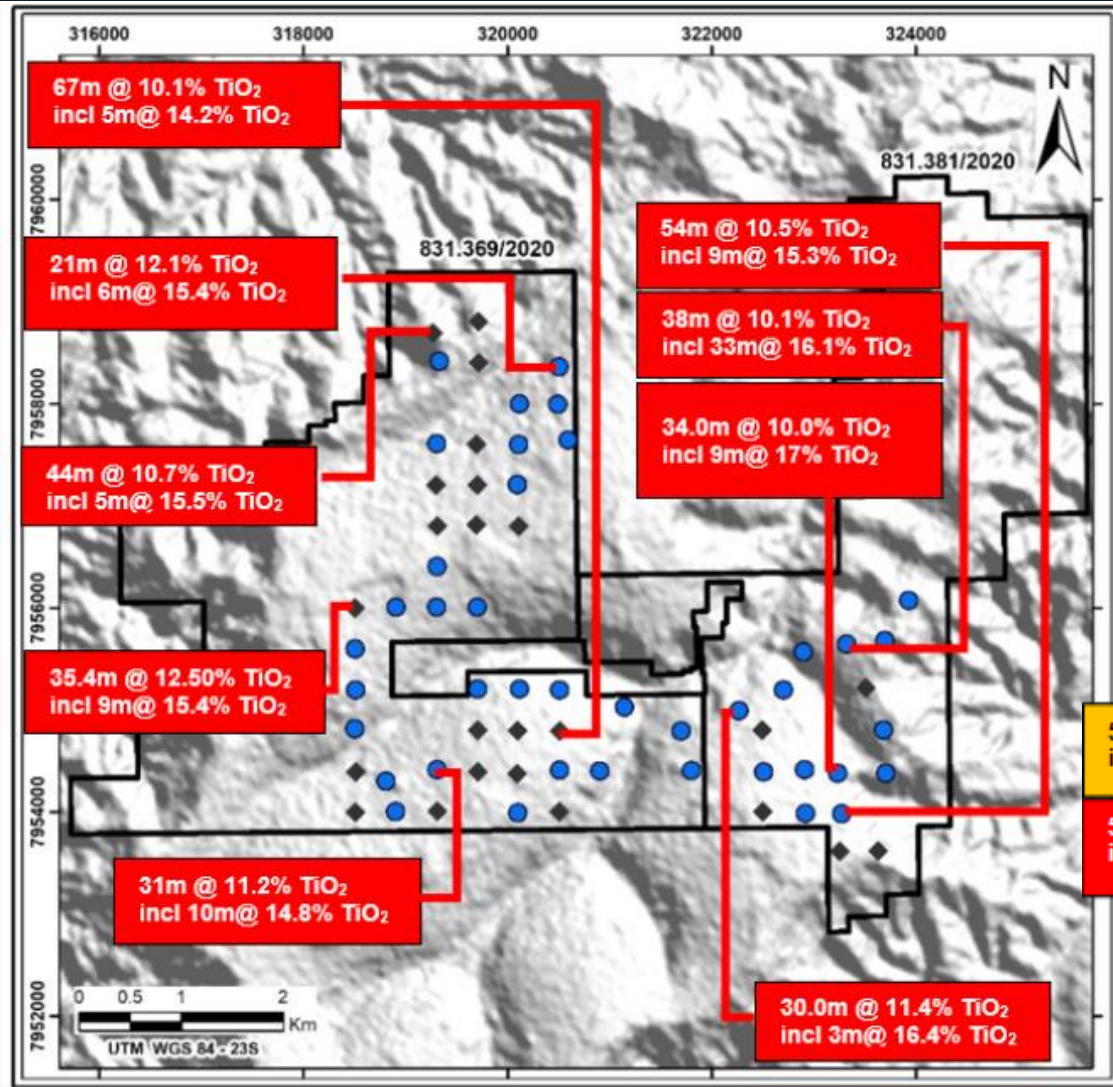 316000 318000 320000 322000 324000
67m @ 10.1% TiO₂
incl 5m@ 14.2% TiO₂
N
831.381/2020
7960000
54m @ 10.5% TiO₂
incl 9m@ 15.3% TiO₂
831.369/2020
21m @ 12.1% TiO₂
incl 6m@ 15.4% TiO₂
38m @ 10.1% TiO₂
incl 33m@ 16.1% TiO₂
7958000
34.0m @ 10.0% TiO₂
incl 9m@ 17% TiO₂
44m @ 10.7% TiO₂
incl 5m@ 15.5% TiO₂
7956000
35.4m @ 12.50% TiO₂
incl 9m@ 15.4% TiO₂
7954000
31m @ 11.2% TiO₂
incl 10m@ 14.8% TiO₂
7952000
30.0m @ 11.4% TiO₂
incl 3m@ 16.4% TiO₂
0 0.5 1 2
Km
UTM WGS 84 - 23S